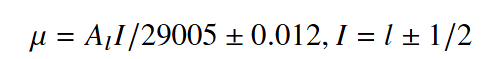 μ = A_l I/29005 ± 0.012, I = l ± 1/2